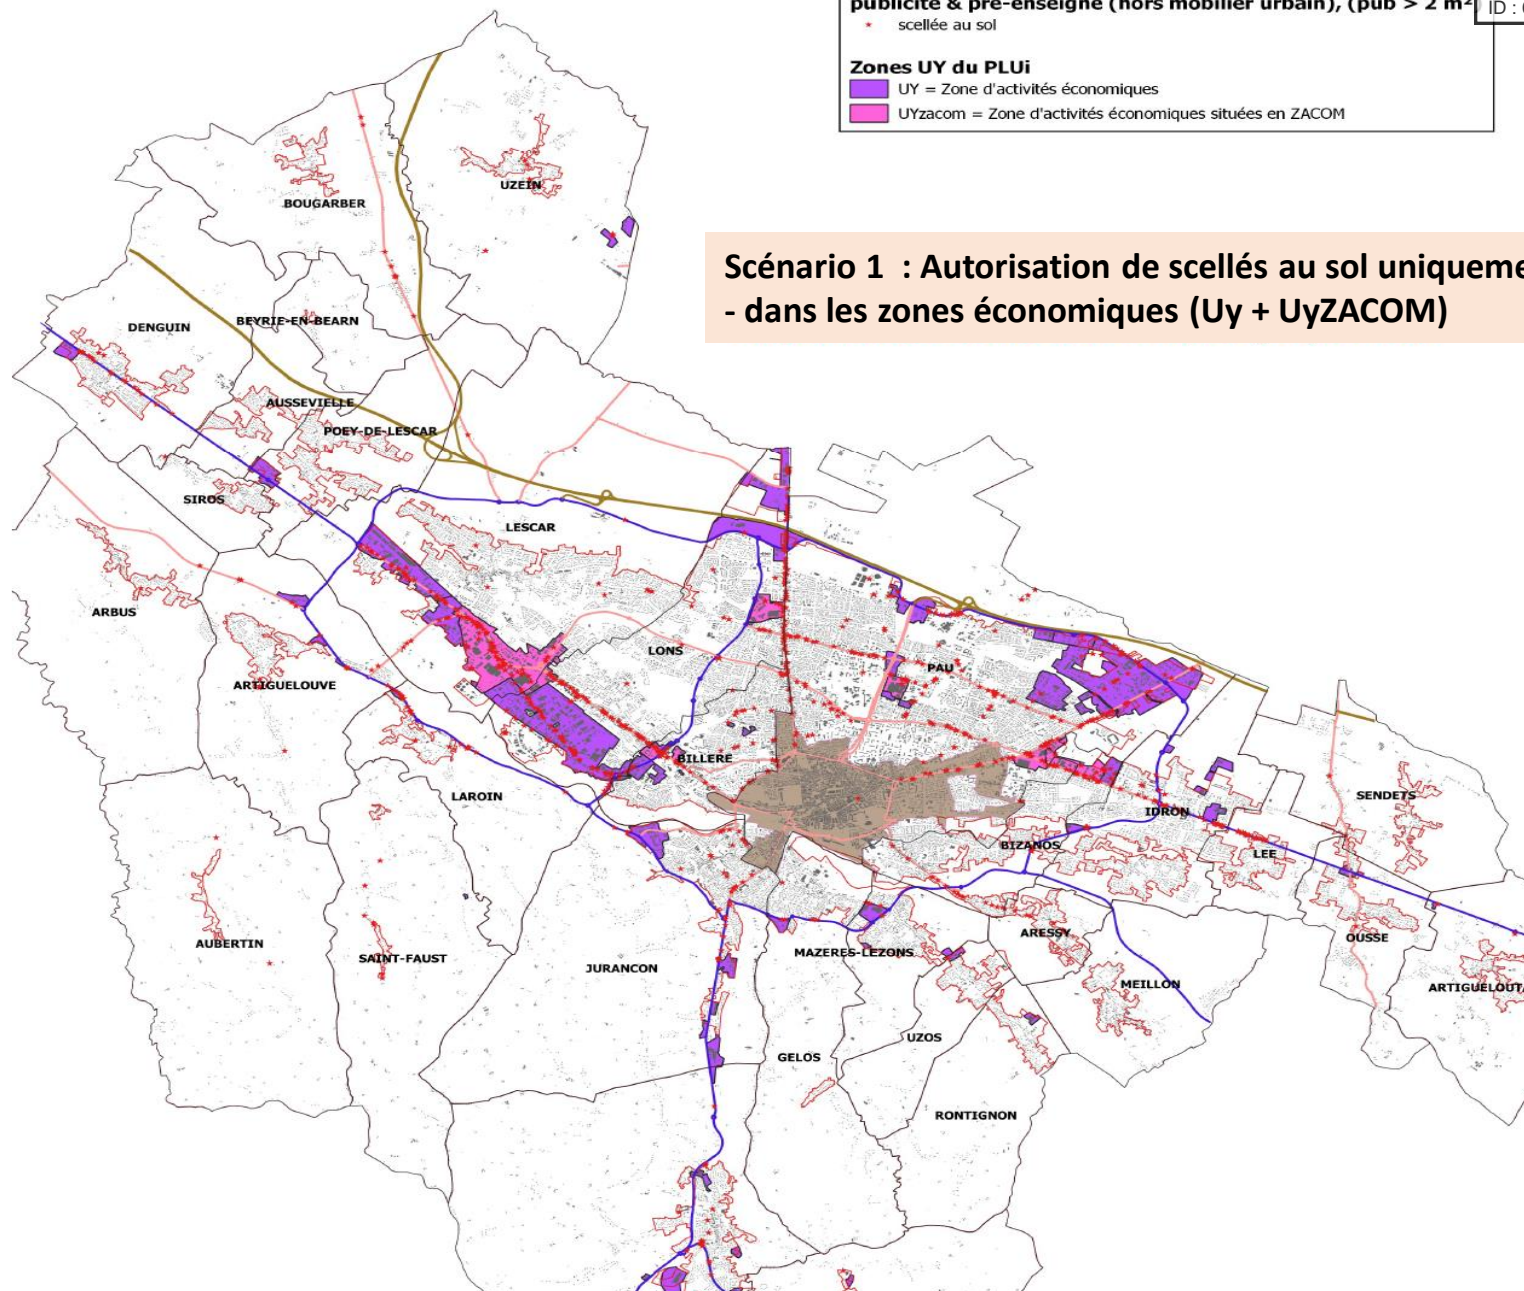 publicité & pré-enseigne (hors mobilier urbain), (pub > 2 m²)
ID :
scellée au sol
Zones UY du PLUi
UY = Zone d'activités économiques
UYzacom = Zone d'activités économiques situées en ZACOM
BOUGARBER
UZEIN
Scénario 1 : Autorisation de scellés au sol
- dans les zones économiques (Uy + UyZACOM)
DENGUIN
BEYRIE-EN-BEARN
AUSSEVIELLE
POEY-DE-LESCAR
SIROS
LESCAR
ARBUS
LONS
PAU
ARTIGUELOUVE
BILLERE
LAROIN
SENDETS
IDRON
BIZANOS
LEE
AUBERTIN
SAINT-FAUST
JURANCON
MAZERES-LEZONS
ARESSY
OUSSE
MEILLON
ARTIGUELOUT
UZOS
GELOS
RONTIGNON